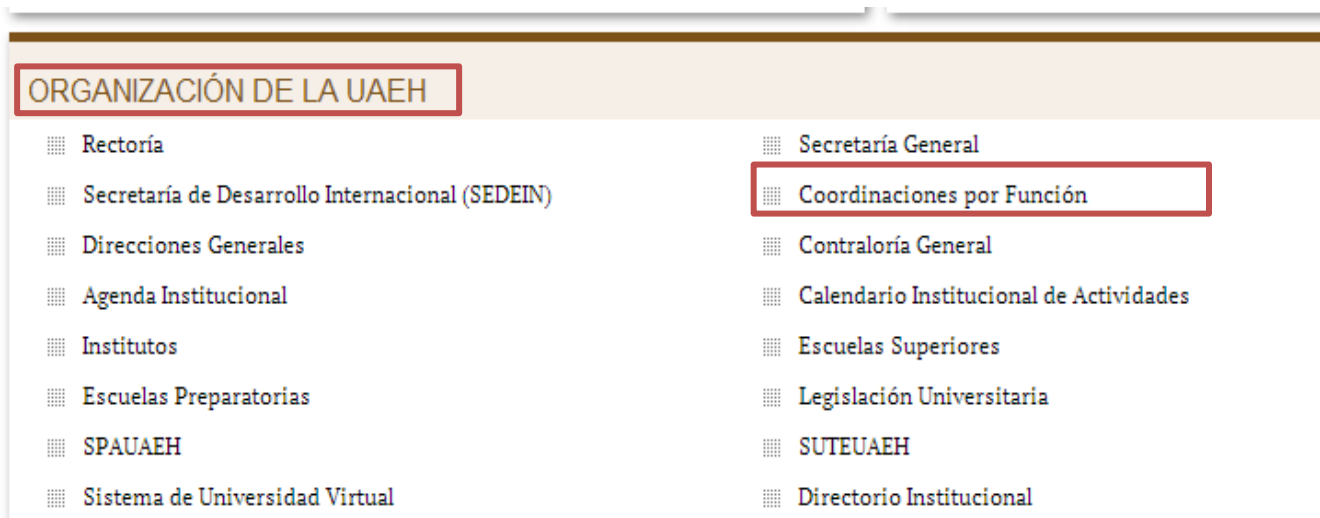 ORGANIZACIÓN DE LA UAEH
Rectoría
Secretaría General
Secretaría de Desarrollo Internacional (SEDEIN)
Coordinaciones por Función
Direcciones Generales
Contraloría General
Agenda Institucional
Calendario Institucional de Actividades
Institutos
Escuelas Superiores
Escuelas Preparatorias
Legislación Universitaria
SPAUAEH
SUTEUAEH
Sistema de Universidad Virtual
Directorio Institucional